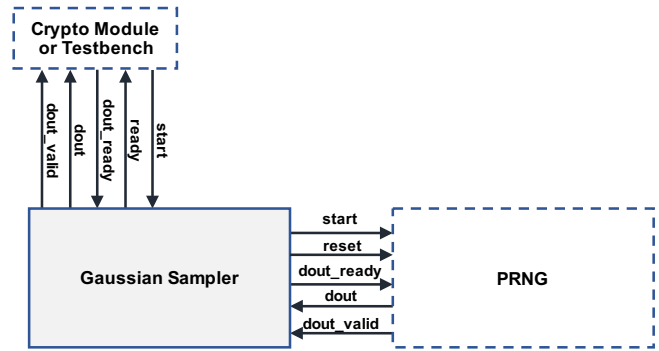 Crypto Module
or Testbench
dout_valid
dout
dout_ready
ready
start
Gaussian Sampler
start
reset
dout_ready
dout
dout_valid
PRNG